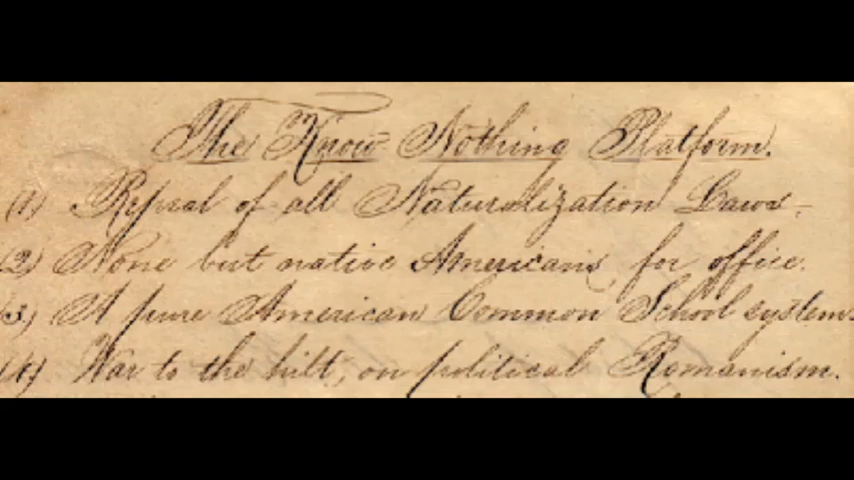 The Know Nothing Platform.
(1) Repeal of all Naturalization Laws.
(2) None but native Americans for office.
(3) A pure American Common School system.
(4) War to the hilt, on political Romanism.